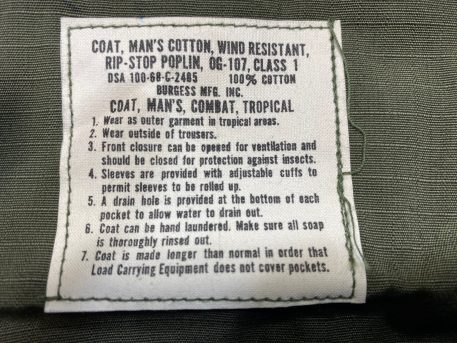 COAT, MAN'S COTTON, WIND RESISTANT,
RIP-STOP POPLIN, OG-107, CLASS 1
DSA 100-68-C-2485 100% COTTON
BURGESS MFG. INC.
COAT, MAN'S, COMBAT, TROPICAL
1. Wear as outer garment in tropical areas.
2. Wear outside of trousers.
3. Front closure can be opened for ventilation and
should be closed for protection against insects.
4. Sleeves are provided with adjustable cuffs to
permit sleeves to be rolled up.
5. A drain hole is provided at the bottom of each
pocket to allow water to drain out.
6. Coat can be hand laundered. Make sure all soap
is thoroughly rinsed out.
7. Coat is made longer than normal in order that
Load Carrying Equipment does not cover pockets.